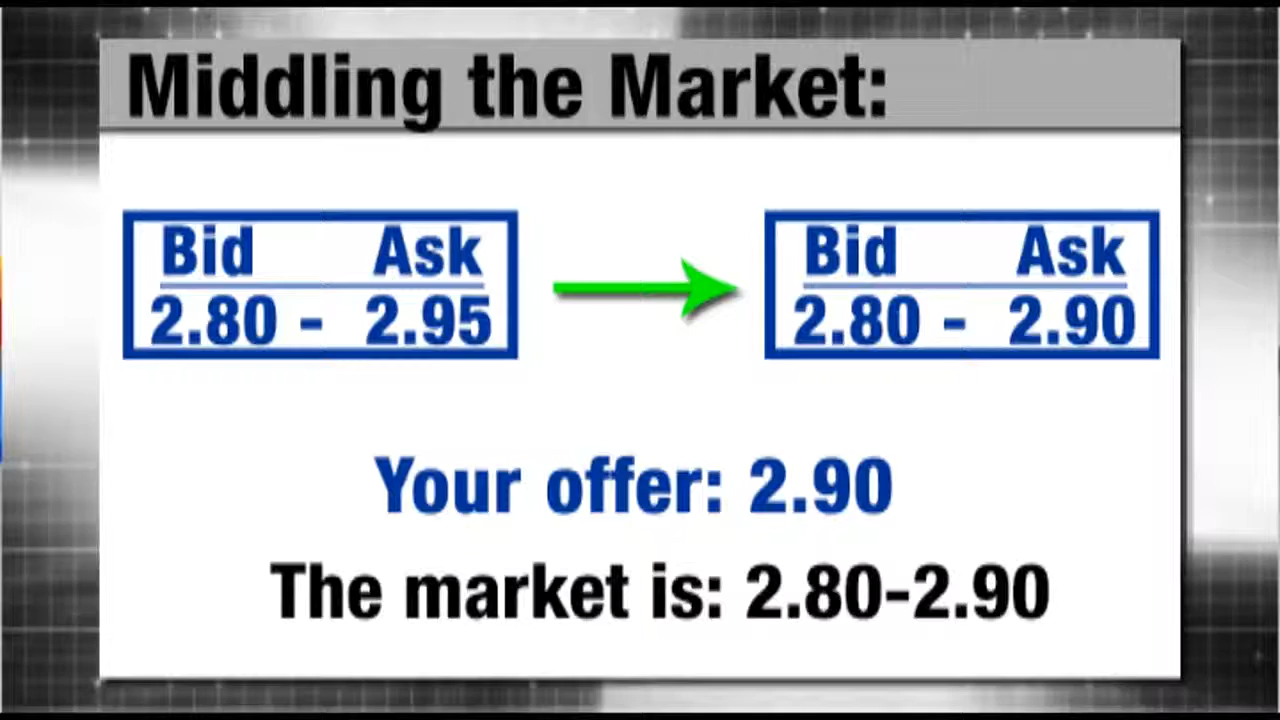 Middling the Market:
Bid Ask
2.80 - 2.95
Bid Ask
2.80 - 2.90
Your offer: 2.90
The market is: 2.80-2.90